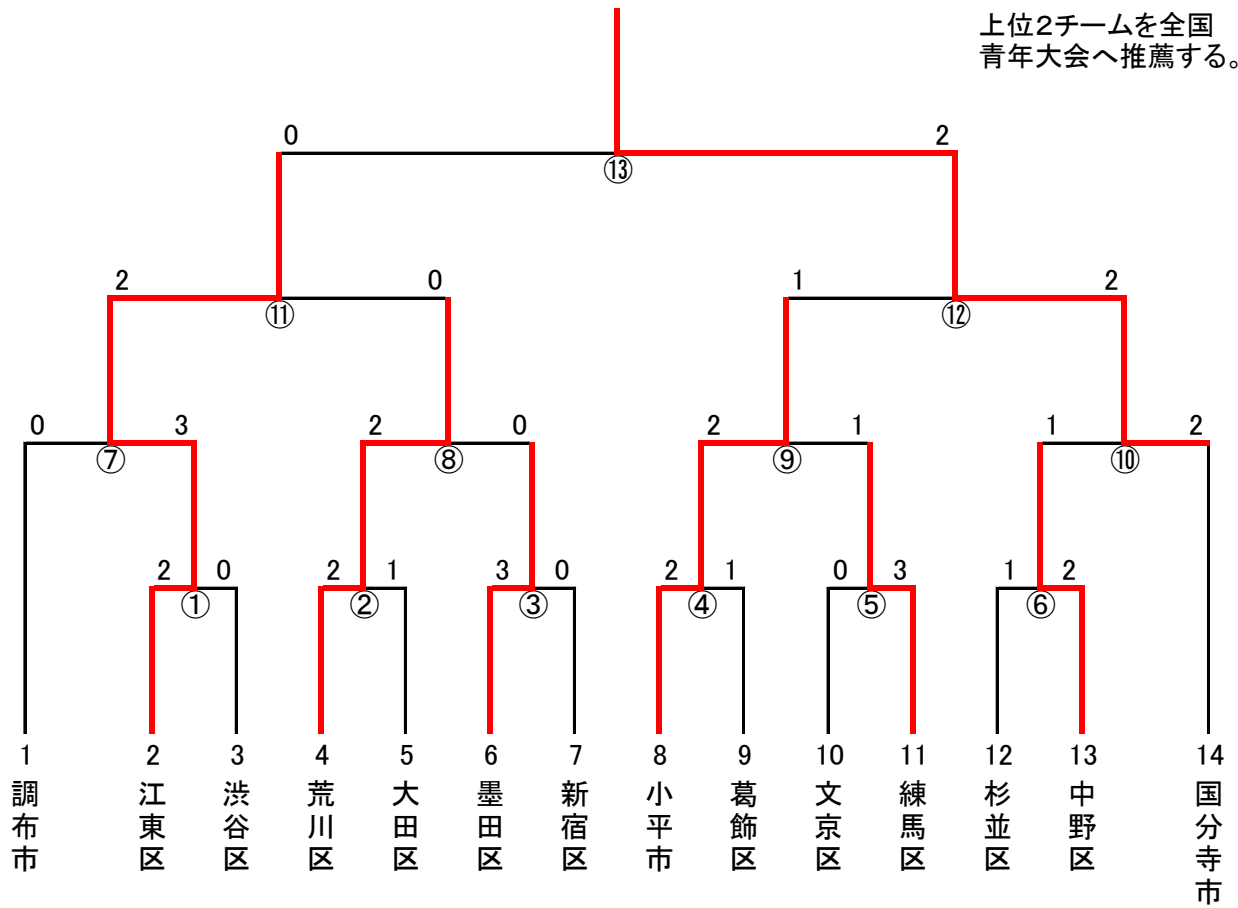 上位2チームを全国
青年大会へ推薦する。
0 2
⑬
2 0 1 2
⑪ ⑫
0 3 2 0 2 1 1 2
⑦ ⑧ ⑨ ⑩
2 0 2 1 3 0 2 1 0 3 1 2
① ② ③ ④ ⑤ ⑥
1 2 3 4 5 6 7 8 9 10 11 12 13 14
調布市
江東区
渋谷区
荒川区
大田区
墨田区
新宿区
小平市
葛飾区
文京区
練馬区
杉並区
中野区
国分寺市